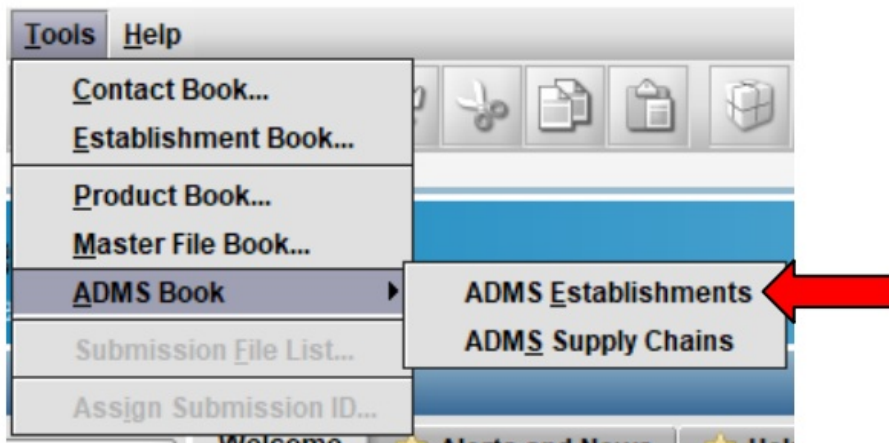 Tools Help
Contact Book...
Establishment Book...
Product Book...
Master File Book...
ADMS Book
ADMS Establishments
ADMS Supply Chains
Submission File List...
Assign Submission ID...
Welcome Alerts and News